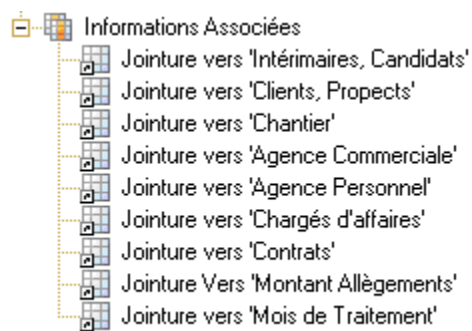 Informations Associées
Jointure vers 'Intérimaires, Candidats'
Jointure vers 'Clients, Propects'
Jointure vers 'Chantier'
Jointure vers 'Agence Commerciale'
Jointure vers 'Agence Personnel'
Jointure vers 'Chargés d'affaires'
Jointure vers 'Contrats'
Jointure Vers 'Montant Allègements'
Jointure vers 'Mois de Traitement'